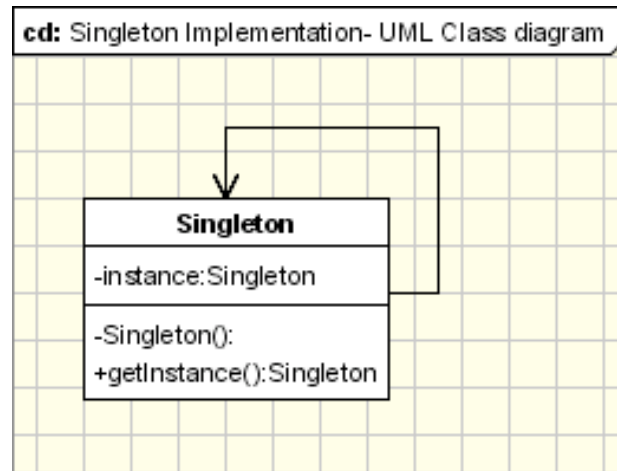 cd: Singleton Implementation- UML Class diagram
Singleton
-instance:Singleton
-Singleton():
+getInstance():Singleton